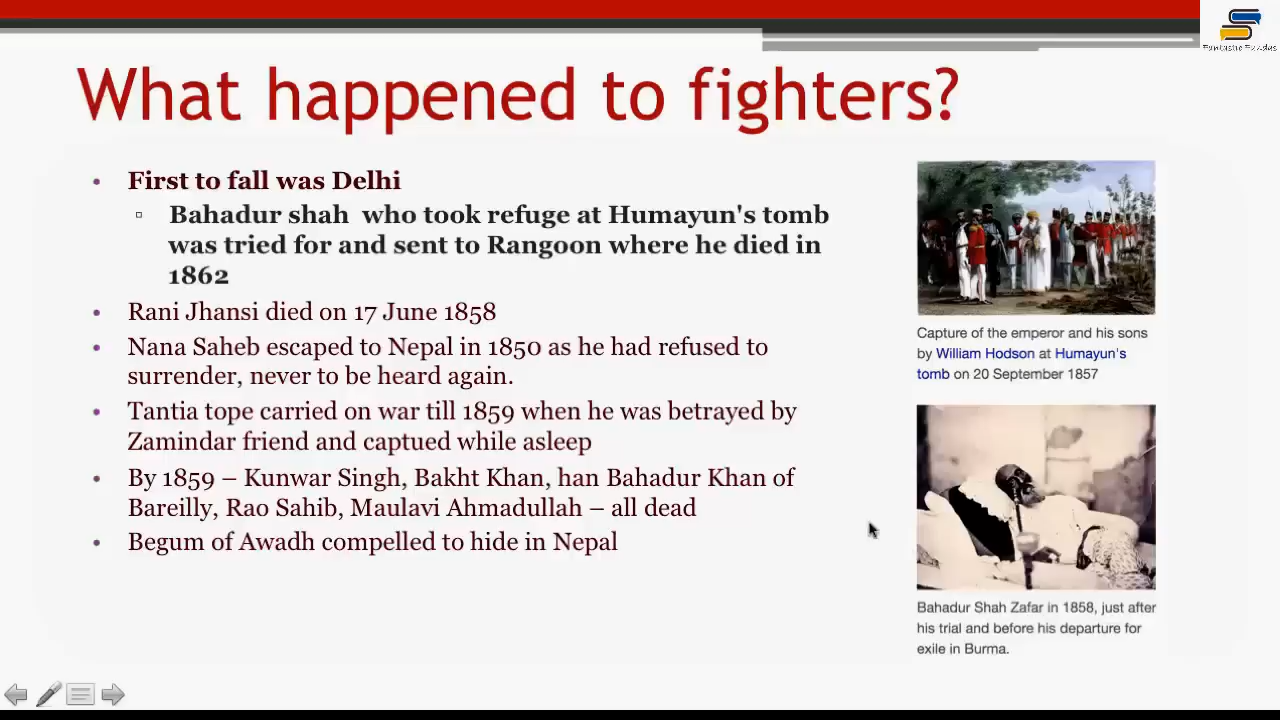 What happened to fighters?
• First to fall was Delhi
▫ Bahadur shah who took refuge at Humayun's tomb
was tried for and sent to Rangoon where he died in
1862
• Rani Jhansi died on 17 June 1858
• Nana Saheb escaped to Nepal in 1850 as he had refused to
surrender, never to be heard again.
• Tantia tope carried on war till 1859 when he was betrayed by
Zamindar friend and captued while asleep
• By 1859 – Kunwar Singh, Bakht Khan, han Bahadur Khan of
Bareilly, Rao Sahib, Maulavi Ahmadullah – all dead
• Begum of Awadh compelled to hide in Nepal
Capture of the emperor and his sons
by William Hodson at Humayun's
tomb on 20 September 1857
Bahadur Shah Zafar in 1858, just after
his trial and before his departure for
exile in Burma.